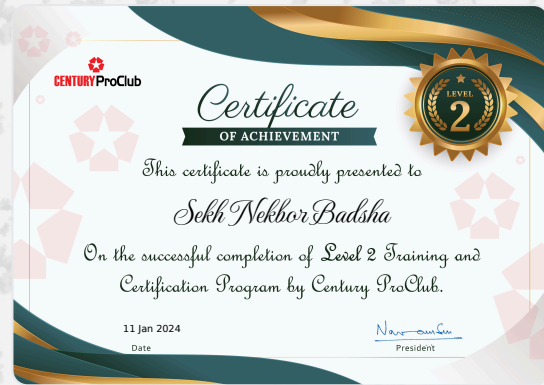 CENTURY ProClub
LEVEL
2
Certificate
OF ACHIEVEMENT
This certificate is proudly presented to
Sekh Nekbor Badsha
On the successful completion of Level 2 Training and
Certification Program by Century ProClub.
11 Jan 2024
Date
President